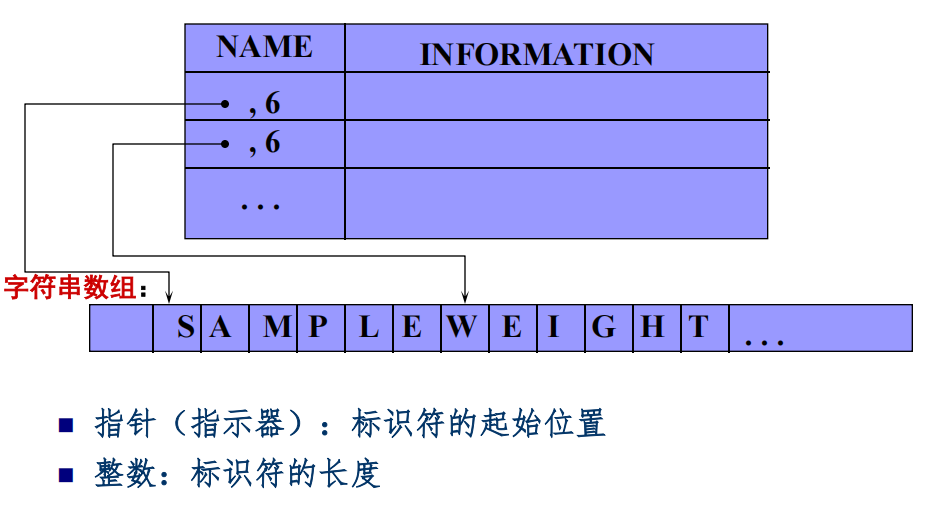 NAME INFORMATION
, 6
, 6
...
字符串数组：
S A M P L E W E I G H T ...
指针（指示器）：标识符的起始位置
整数：标识符的长度